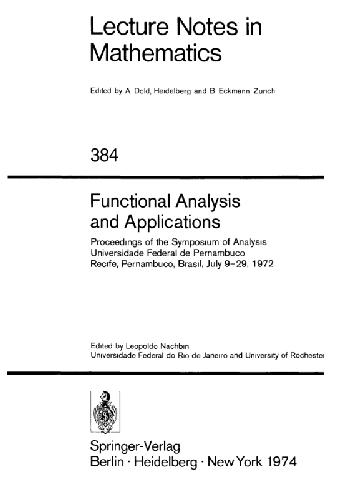 Lecture Notes in
Mathematics
Edited by A. Dold, Heidelberg and B. Eckmann, Zürich
384
Functional Analysis
and Applications
Proceedings of the Symposium of Analysis
Universidade Federal de Pernambuco
Recife, Pernambuco, Brasil, July 9–29, 1972
Edited by Leopoldo Nachbin
Universidade Federal do Rio de Janeiro and University of Rochester
Springer-Verlag
Berlin · Heidelberg · New York 1974